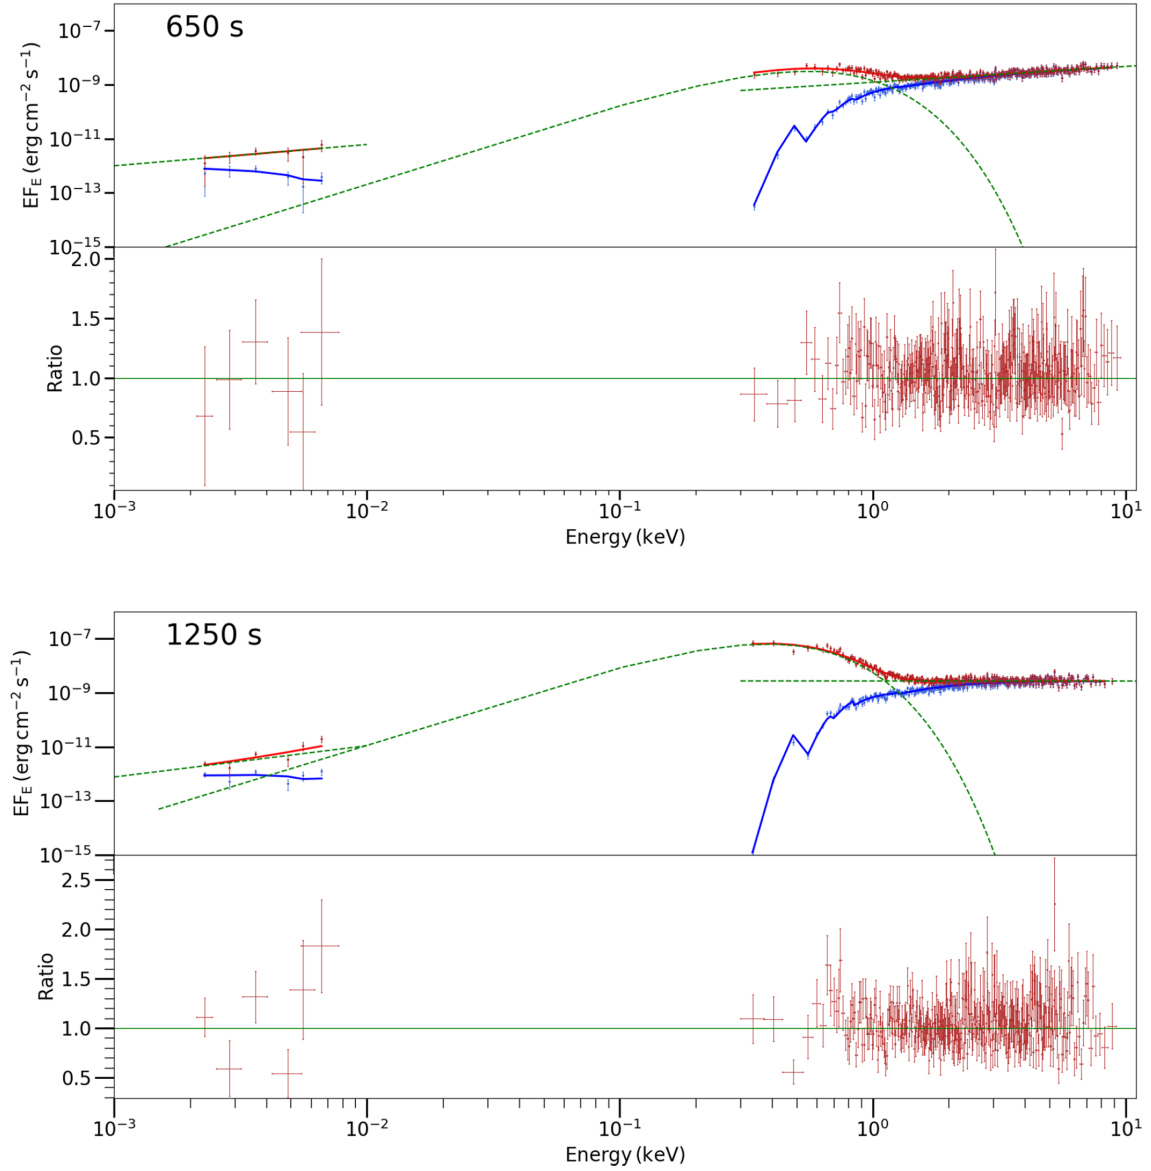 650 s
EF_E (erg cm⁻² s⁻¹)
10⁻⁷
10⁻⁹
10⁻¹¹
10⁻¹³
10⁻¹⁵
Ratio
2.0
1.5
1.0
0.5
10⁻³ 10⁻² 10⁻¹ 10⁰ 10¹
Energy (keV)
1250 s
EF_E (erg cm⁻² s⁻¹)
10⁻⁷
10⁻⁹
10⁻¹¹
10⁻¹³
10⁻¹⁵
Ratio
2.5
2.0
1.5
1.0
0.5
10⁻³ 10⁻² 10⁻¹ 10⁰ 10¹
Energy (keV)